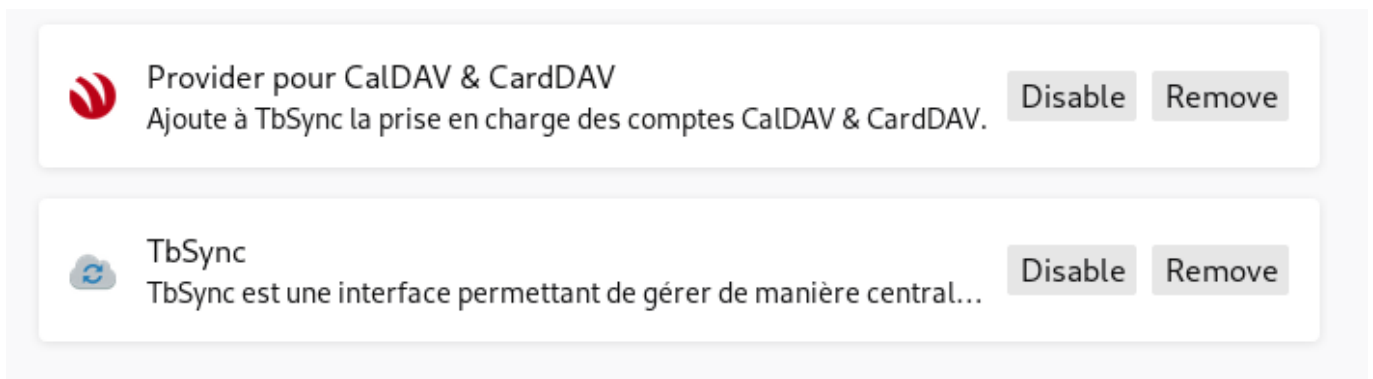 Provider pour CalDAV & CardDAV
Ajoute à TbSync la prise en charge des comptes CalDAV & CardDAV.
Disable Remove
TbSync
TbSync est une interface permettant de gérer de manière central…
Disable Remove